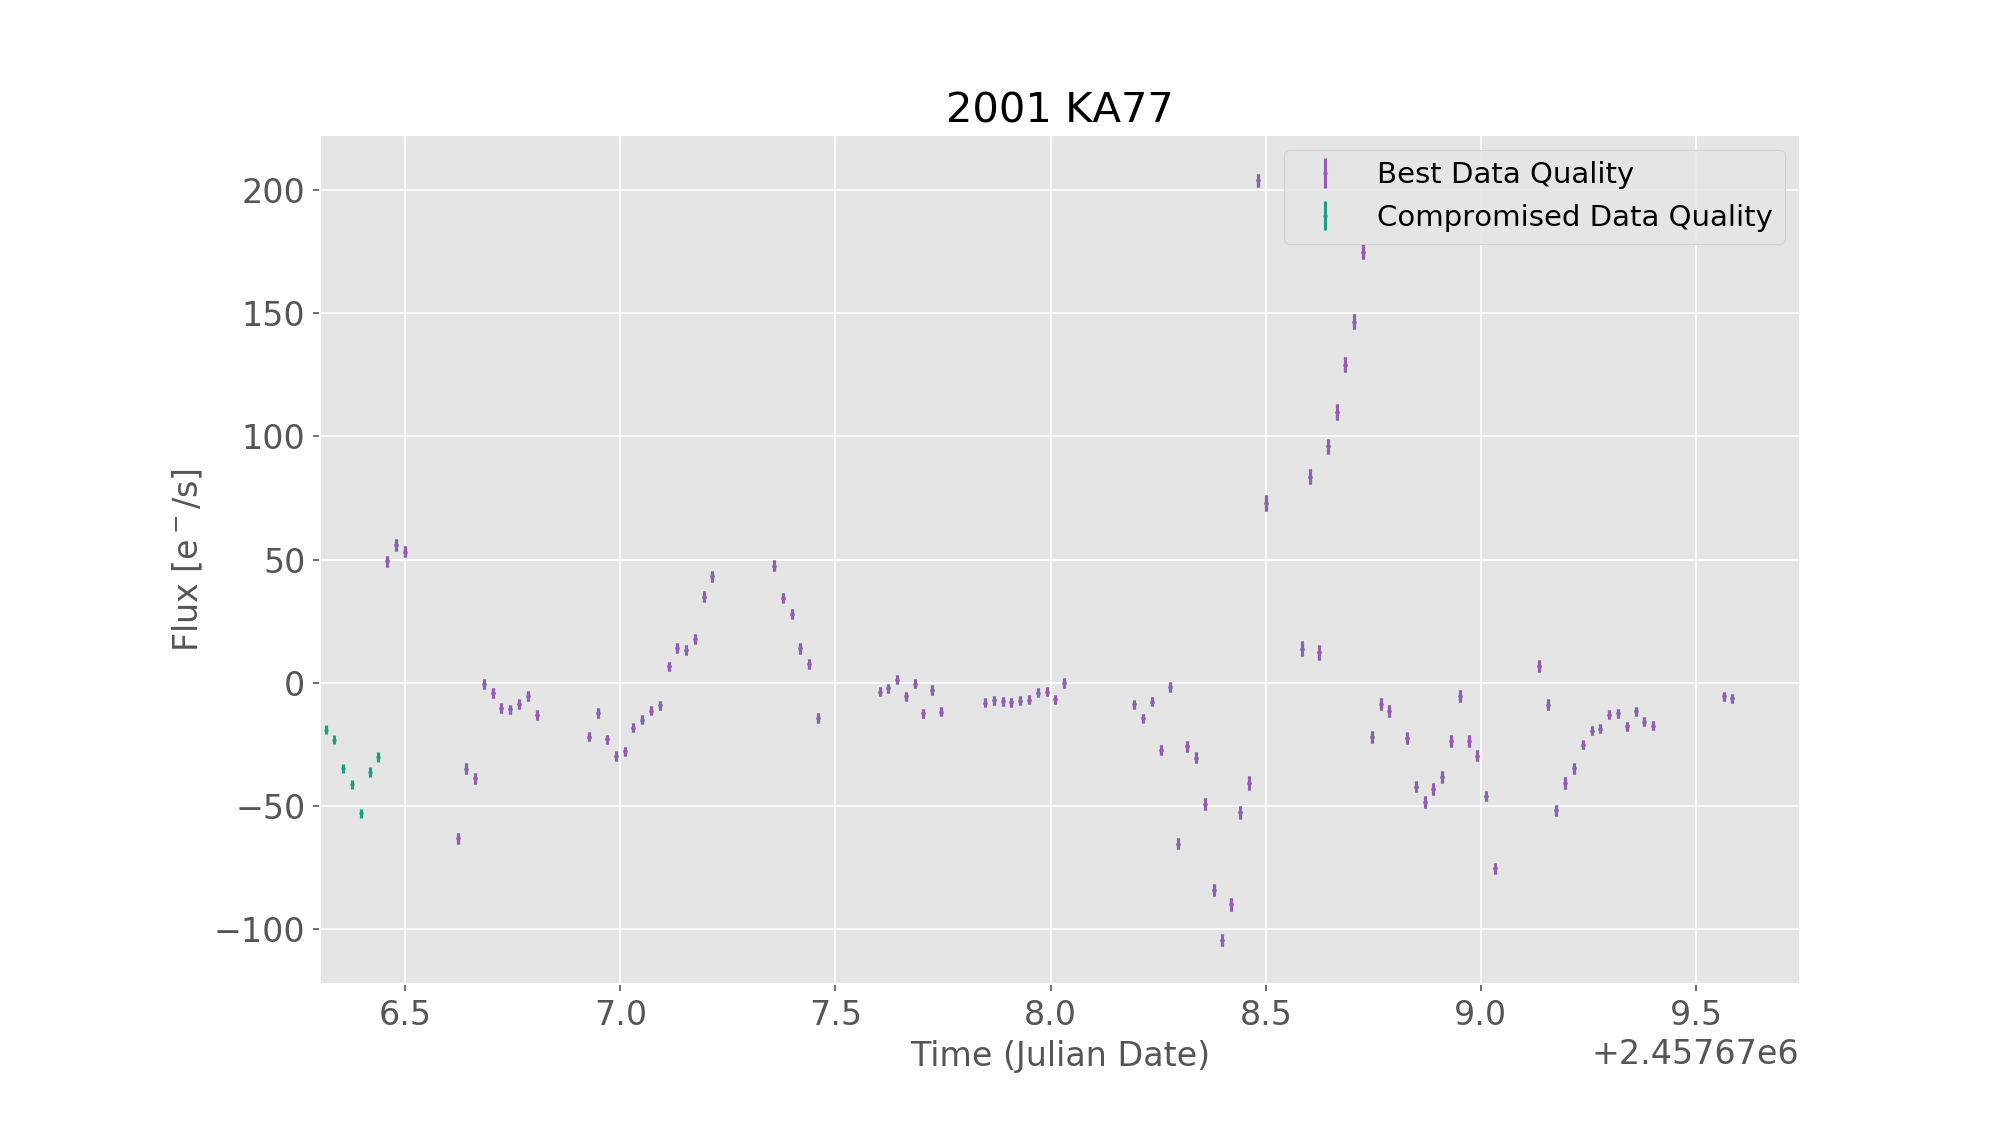 2001 KA77
Best Data Quality
Compromised Data Quality
200
150
100
50
0
−50
−100
Flux [e⁻/s]
6.5 7.0 7.5 8.0 8.5 9.0 9.5
Time (Julian Date)
+2.45767e6